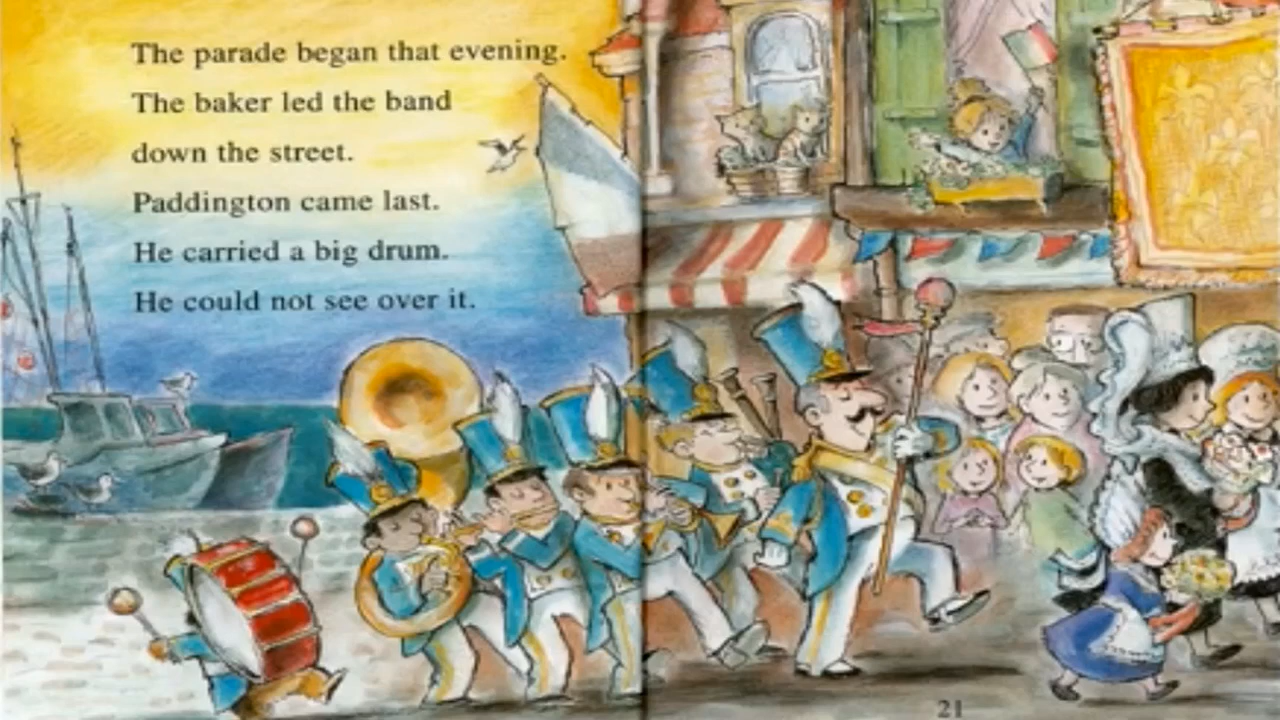 The parade began that evening.
The baker led the band
down the street.
Paddington came last.
He carried a big drum.
He could not see over it.
21